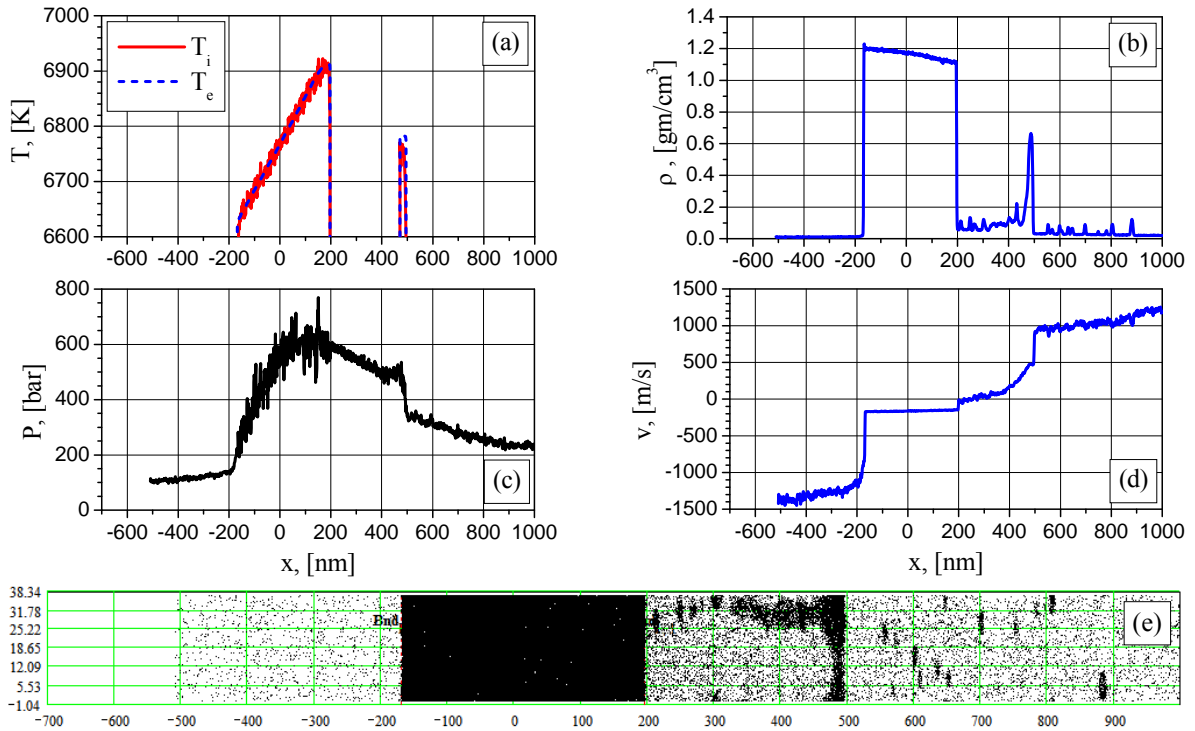 7000
6900
6800
6700
6600
T, [K]
T_i
T_e
(a)
-600 -400 -200 0 200 400 600 800 1000
1.4
1.2
1.0
0.8
0.6
0.4
0.2
0.0
ρ, [gm/cm³]
(b)
-600 -400 -200 0 200 400 600 800 1000
800
600
400
200
0
P, [bar]
(c)
-600 -400 -200 0 200 400 600 800 1000
x, [nm]
1500
1000
500
0
-500
-1000
-1500
v, [m/s]
(d)
-600 -400 -200 0 200 400 600 800 1000
x, [nm]
38.34
31.78
25.22
18.65
12.09
5.53
-1.04
Bnd
(e)
-700 -600 -500 -400 -300 -200 -100 0 100 200 300 400 500 600 700 800 900